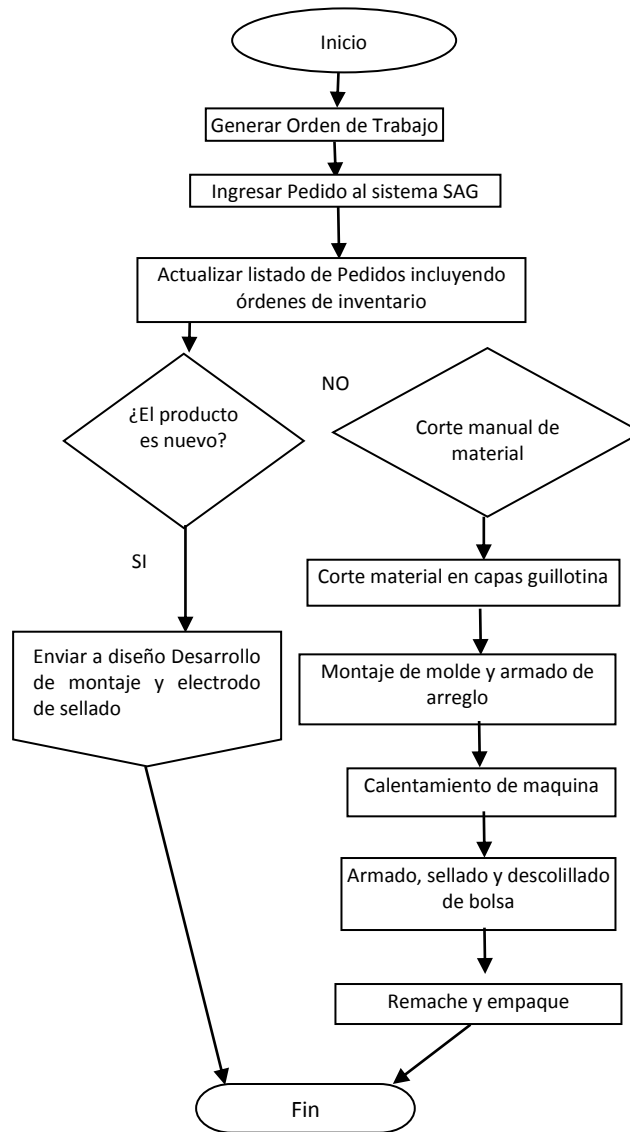 Inicio
Generar Orden de Trabajo
Ingresar Pedido al sistema SAG
Actualizar listado de Pedidos incluyendo
órdenes de inventario
¿El producto
es nuevo?
NO
Corte manual de
material
SI
Corte material en capas guillotina
Enviar a diseño Desarrollo
de montaje y electrodo
de sellado
Montaje de molde y armado de
arreglo
Calentamiento de maquina
Armado, sellado y descolillado
de bolsa
Remache y empaque
Fin